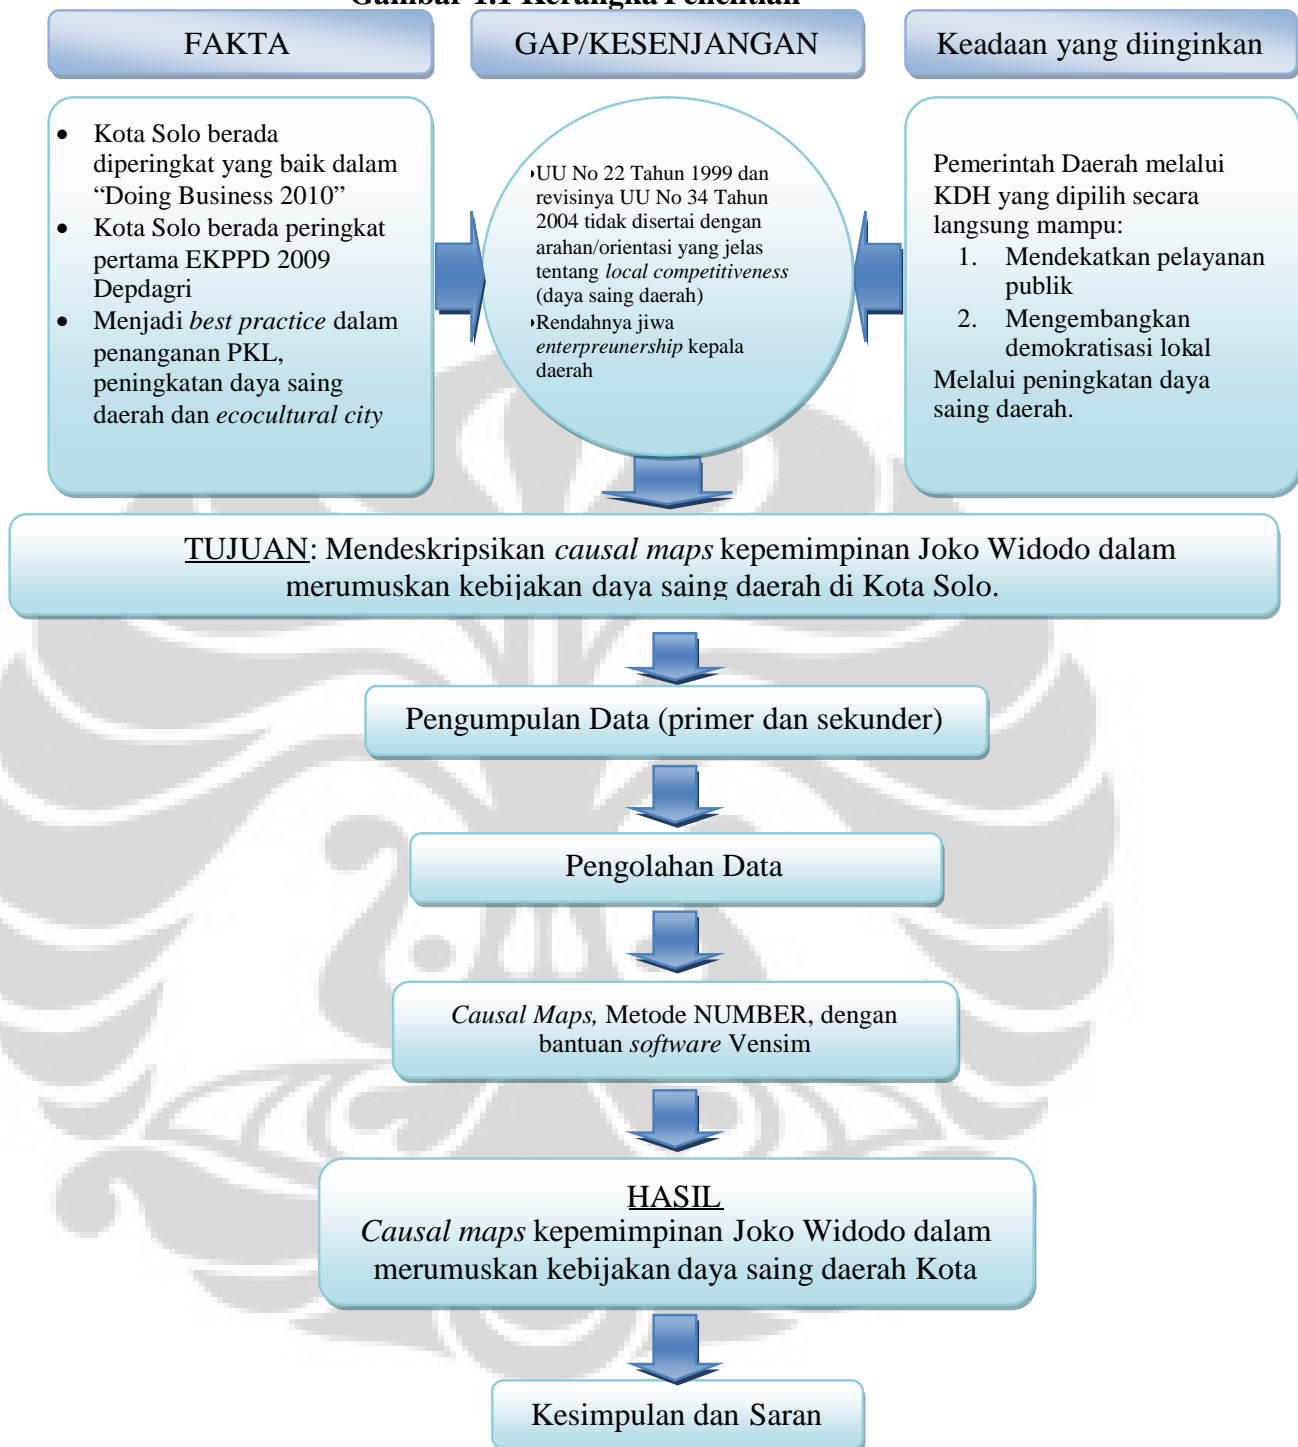 Gambar 1.1 Kerangka Penelitian
FAKTA
GAP/KESENJANGAN
Keadaan yang diinginkan
• Kota Solo berada
diperingkat yang baik dalam
“Doing Business 2010”
• Kota Solo berada peringkat
pertama EKPPD 2009
Depdagri
• Menjadi best practice dalam
penanganan PKL,
peningkatan daya saing
daerah dan ecocultural city
•UU No 22 Tahun 1999 dan
revisinya UU No 34 Tahun
2004 tidak disertai dengan
arahan/orientasi yang jelas
tentang local competitiveness
(daya saing daerah)
•Rendahnya jiwa
enterpreunership kepala
daerah
Pemerintah Daerah melalui
KDH yang dipilih secara
langsung mampu:
1. Mendekatkan pelayanan
publik
2. Mengembangkan
demokratisasi lokal
Melalui peningkatan daya
saing daerah.
TUJUAN: Mendeskripsikan causal maps kepemimpinan Joko Widodo dalam
merumuskan kebijakan daya saing daerah di Kota Solo.
Pengumpulan Data (primer dan sekunder)
Pengolahan Data
Causal Maps, Metode NUMBER, dengan
bantuan software Vensim
HASIL
Causal maps kepemimpinan Joko Widodo dalam
merumuskan kebijakan daya saing daerah Kota
Kesimpulan dan Saran